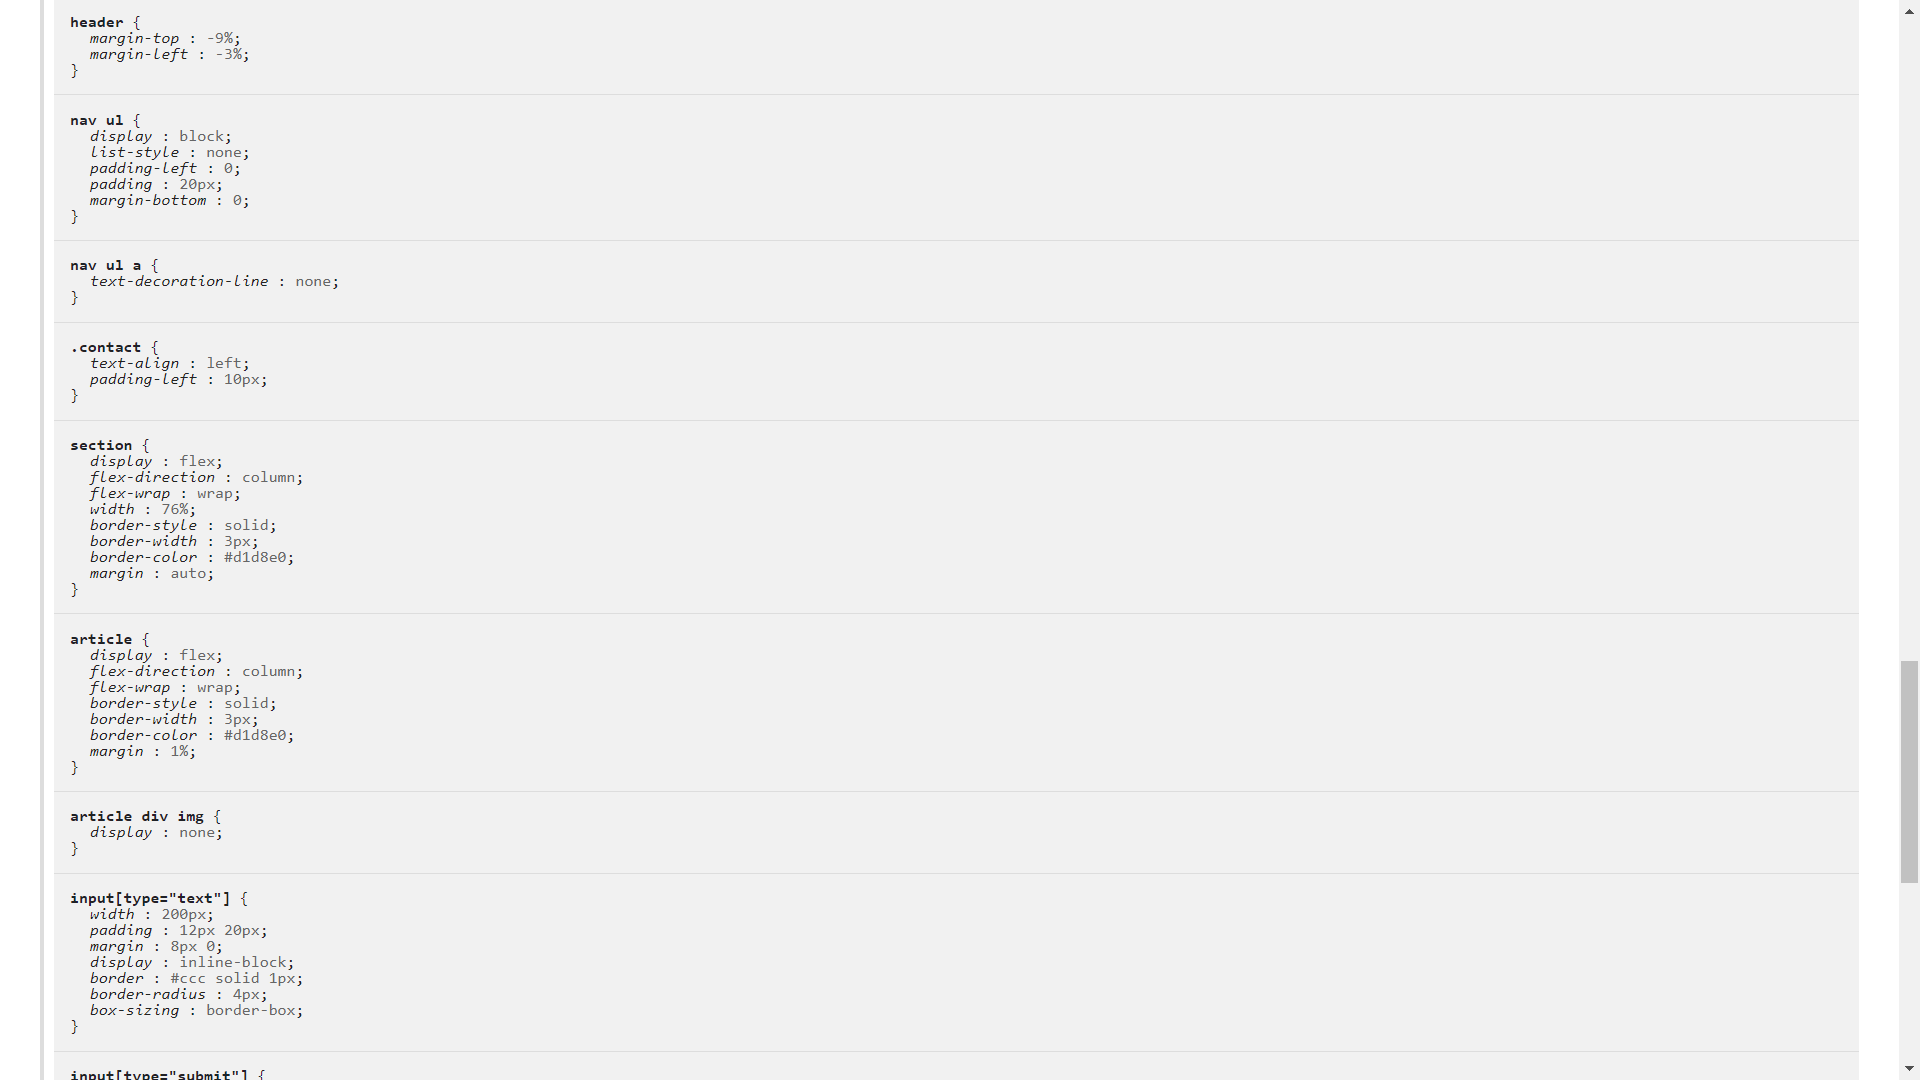 header {
margin-top : -9%;
margin-left : -3%;
}
nav ul {
display : block;
list-style : none;
padding-left : 0;
padding : 20px;
margin-bottom : 0;
}
nav ul a {
text-decoration-line : none;
}
.contact {
text-align : left;
padding-left : 10px;
}
section {
display : flex;
flex-direction : column;
flex-wrap : wrap;
width : 76%;
border-style : solid;
border-width : 3px;
border-color : #d1d8e0;
margin : auto;
}
article {
display : flex;
flex-direction : column;
flex-wrap : wrap;
border-style : solid;
border-width : 3px;
border-color : #d1d8e0;
margin : 1%;
}
article div img {
display : none;
}
input[type="text"] {
width : 200px;
padding : 12px 20px;
margin : 8px 0;
display : inline-block;
border : #ccc solid 1px;
border-radius : 4px;
box-sizing : border-box;
}
input[type="submit"] {